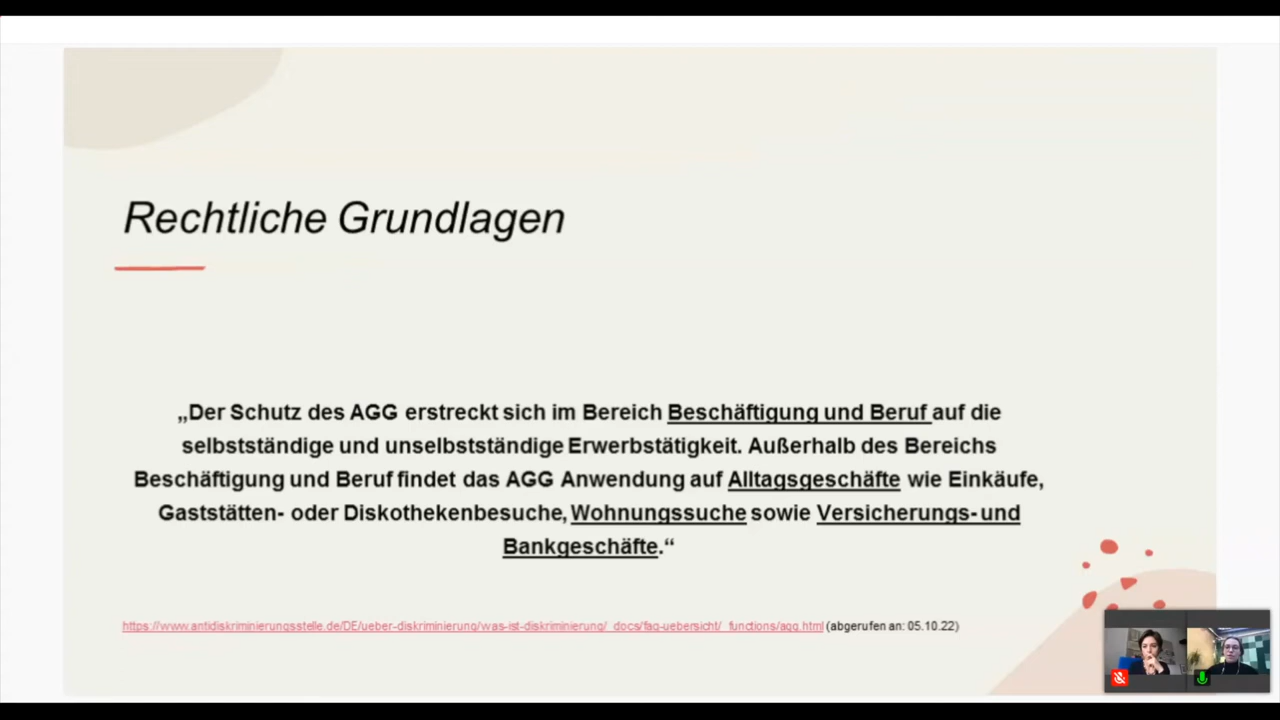 Rechtliche Grundlagen
„Der Schutz des AGG erstreckt sich im Bereich Beschäftigung und Beruf auf die
selbstständige und unselbstständige Erwerbstätigkeit. Außerhalb des Bereichs
Beschäftigung und Beruf findet das AGG Anwendung auf Alltagsgeschäfte wie Einkäufe,
Gaststätten- oder Diskothekenbesuche, Wohnungssuche sowie Versicherungs- und
Bankgeschäfte.“
https://www.antidiskriminierungsstelle.de/DE/ueber-diskriminierung/was-ist-diskriminierung/_docs/faq-uebersicht/_functions/agg.html (abgerufen an: 05.10.22)